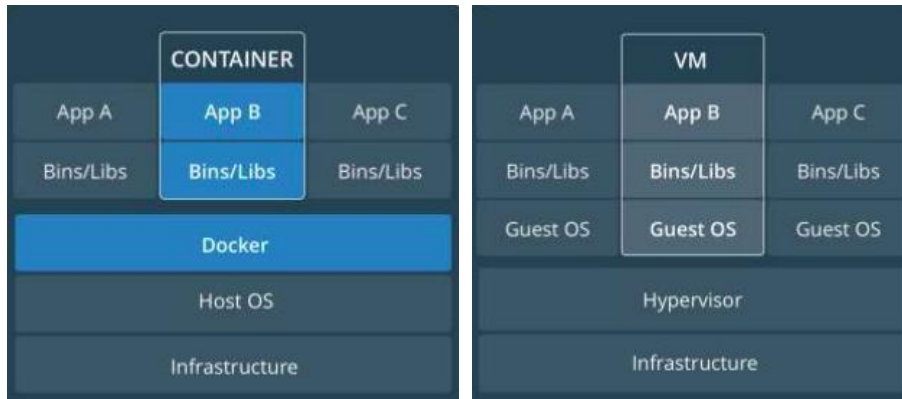 CONTAINER
App A App B App C
Bins/Libs Bins/Libs Bins/Libs
Docker
Host OS
Infrastructure
VM
App A App B App C
Bins/Libs Bins/Libs Bins/Libs
Guest OS Guest OS Guest OS
Hypervisor
Infrastructure